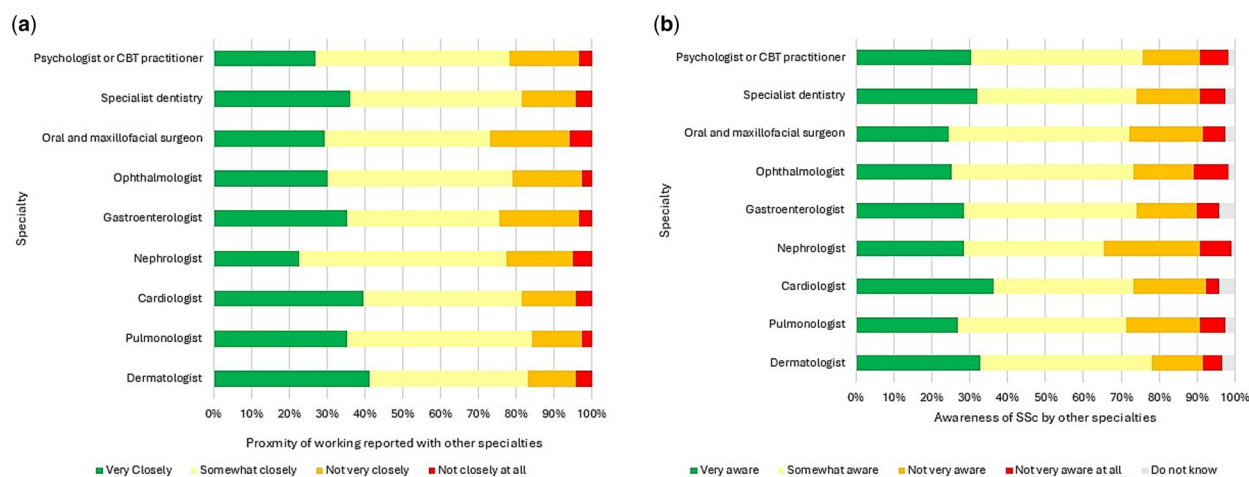 (a)
Specialty
Psychologist or CBT practitioner
Specialist dentistry
Oral and maxillofacial surgeon
Ophthalmologist
Gastroenterologist
Nephrologist
Cardiologist
Pulmonologist
Dermatologist
0% 10% 20% 30% 40% 50% 60% 70% 80% 90% 100%
Proxmity of working reported with other specialties
Very Closely Somewhat closely Not very closely Not closely at all
(b)
Specialty
Psychologist or CBT practitioner
Specialist dentistry
Oral and maxillofacial surgeon
Ophthalmologist
Gastroenterologist
Nephrologist
Cardiologist
Pulmonologist
Dermatologist
0% 10% 20% 30% 40% 50% 60% 70% 80% 90% 100%
Awareness of SSc by other specialties
Very aware Somewhat aware Not very aware Not very aware at all Do not know